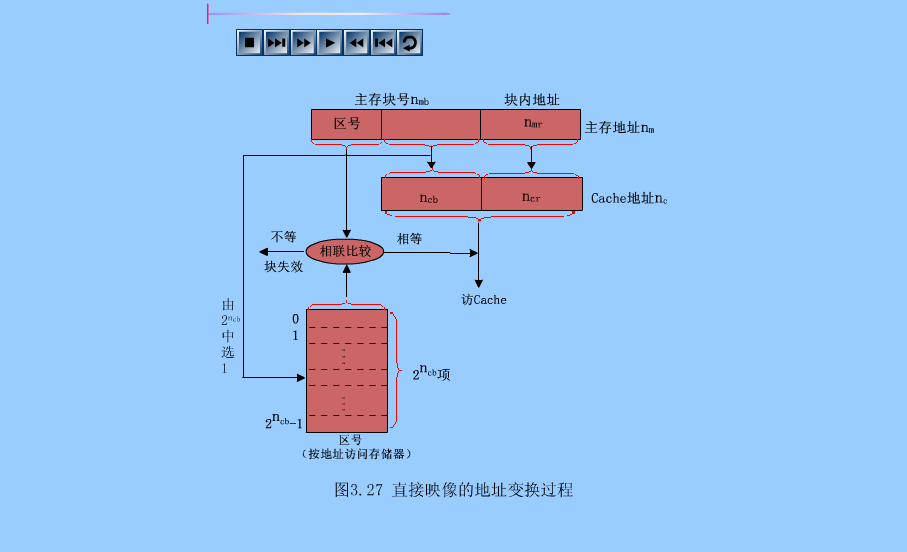 主存块号nmb 块内地址
区号 nmr 主存地址nm
ncb ncr Cache地址nc
不等 相联比较 相等
块失效
访Cache
由
2ncb
中
选
1
0
1
2ncb项
2ncb-1
区号
(按地址访问存储器)
图3.27 直接映像的地址变换过程